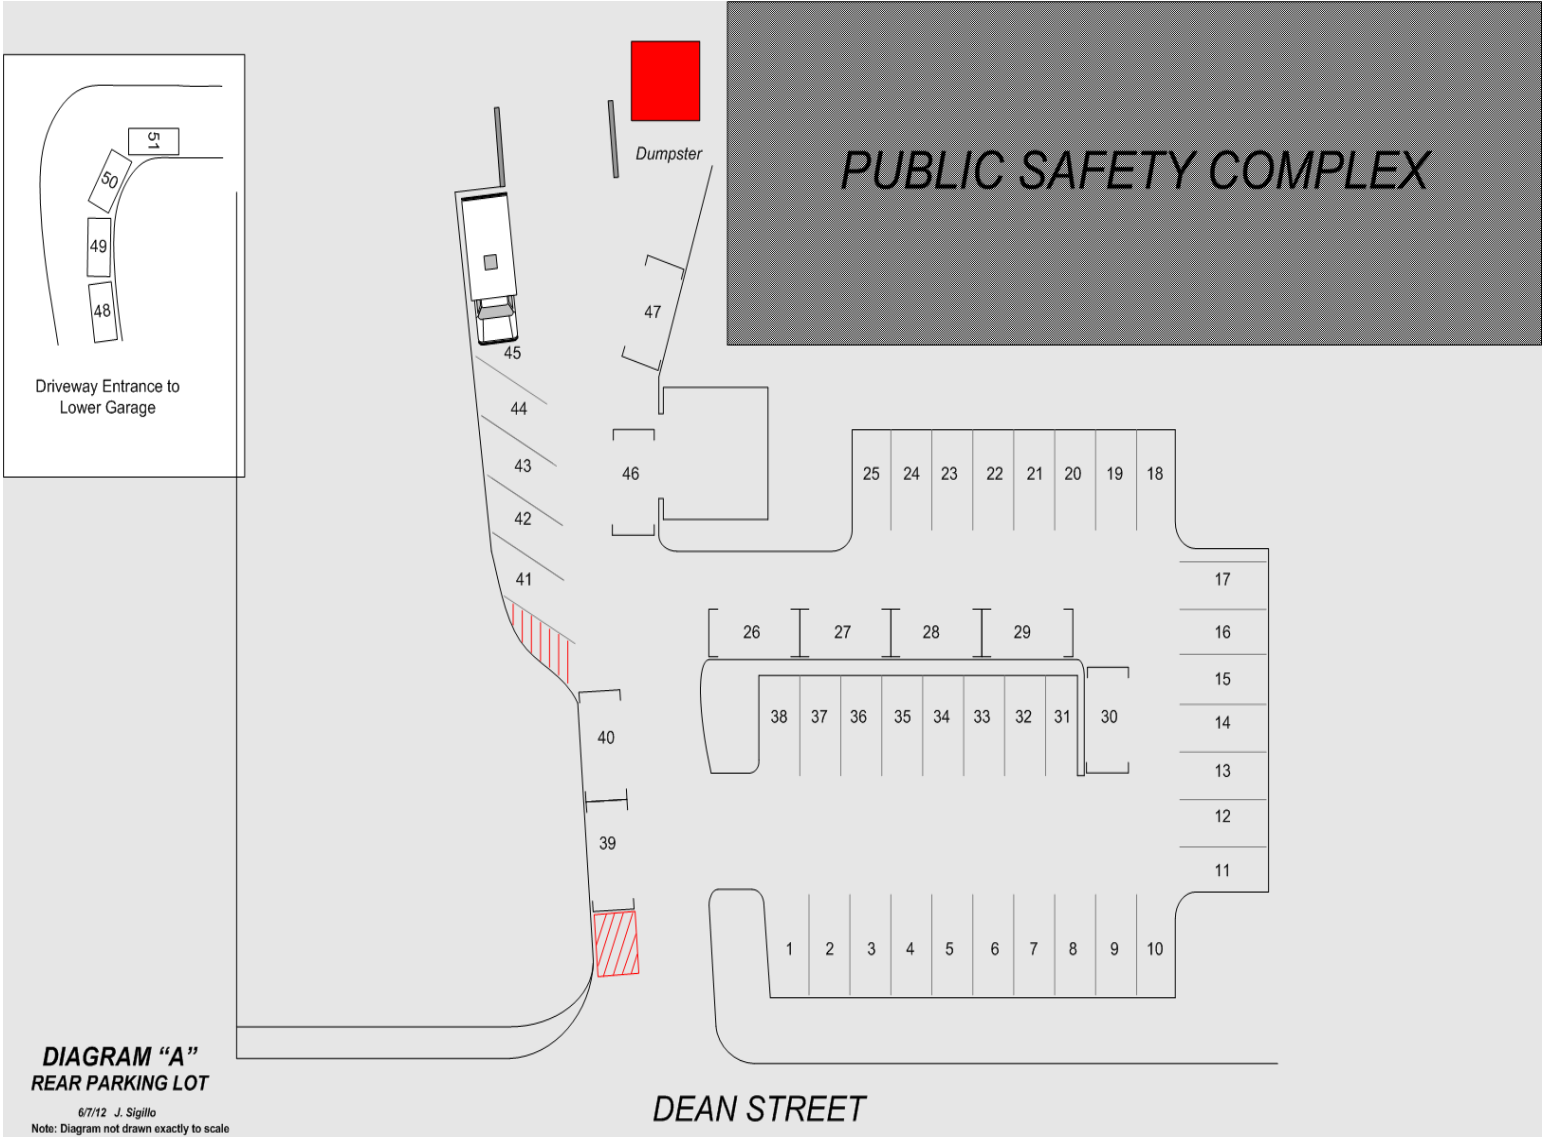 PUBLIC SAFETY COMPLEX
Dumpster
51
50
49
48
Driveway Entrance to
Lower Garage
47
45
44
43
42
41
46
25 24 23 22 21 20 19 18
17
16
15
14
13
12
11
26 27 28 29
38 37 36 35 34 33 32 31 30
40
39
1 2 3 4 5 6 7 8 9 10
DIAGRAM “A”
REAR PARKING LOT
6/7/12 J. Sigillo
Note: Diagram not drawn exactly to scale
DEAN STREET